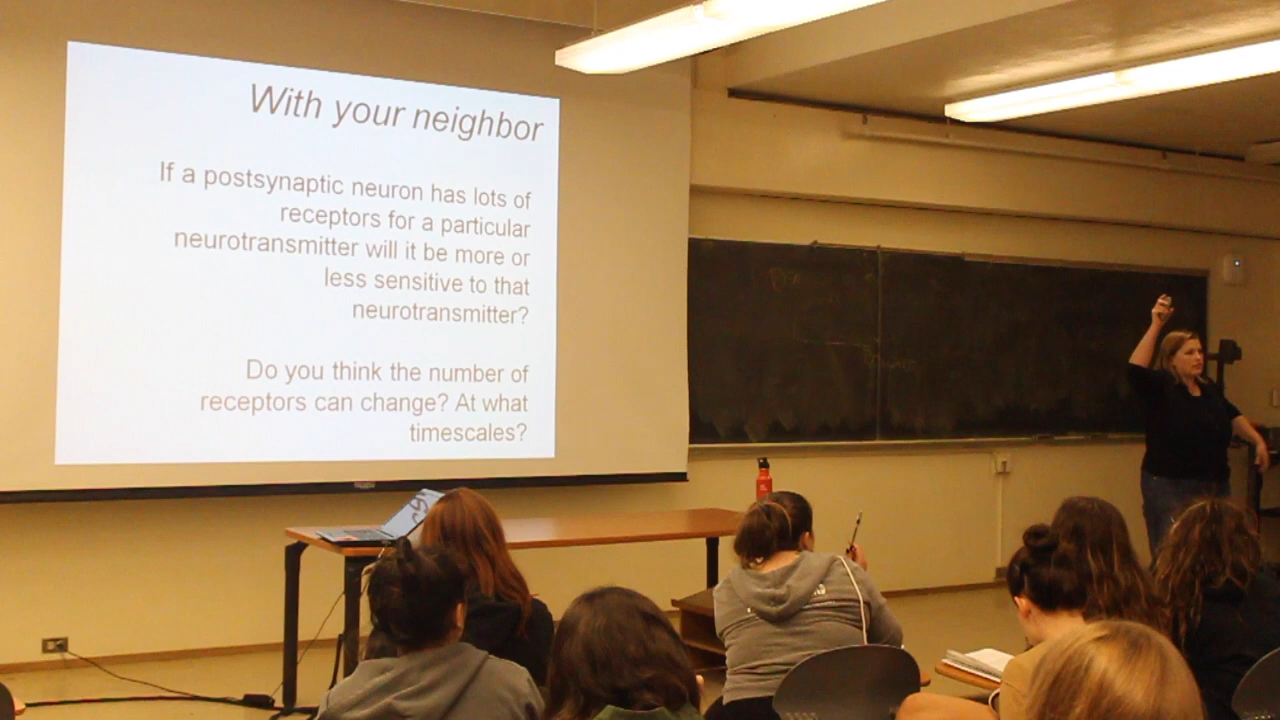 With your neighbor
If a postsynaptic neuron has lots of
receptors for a particular
neurotransmitter will it be more or
less sensitive to that
neurotransmitter?
Do you think the number of
receptors can change? At what
timescales?